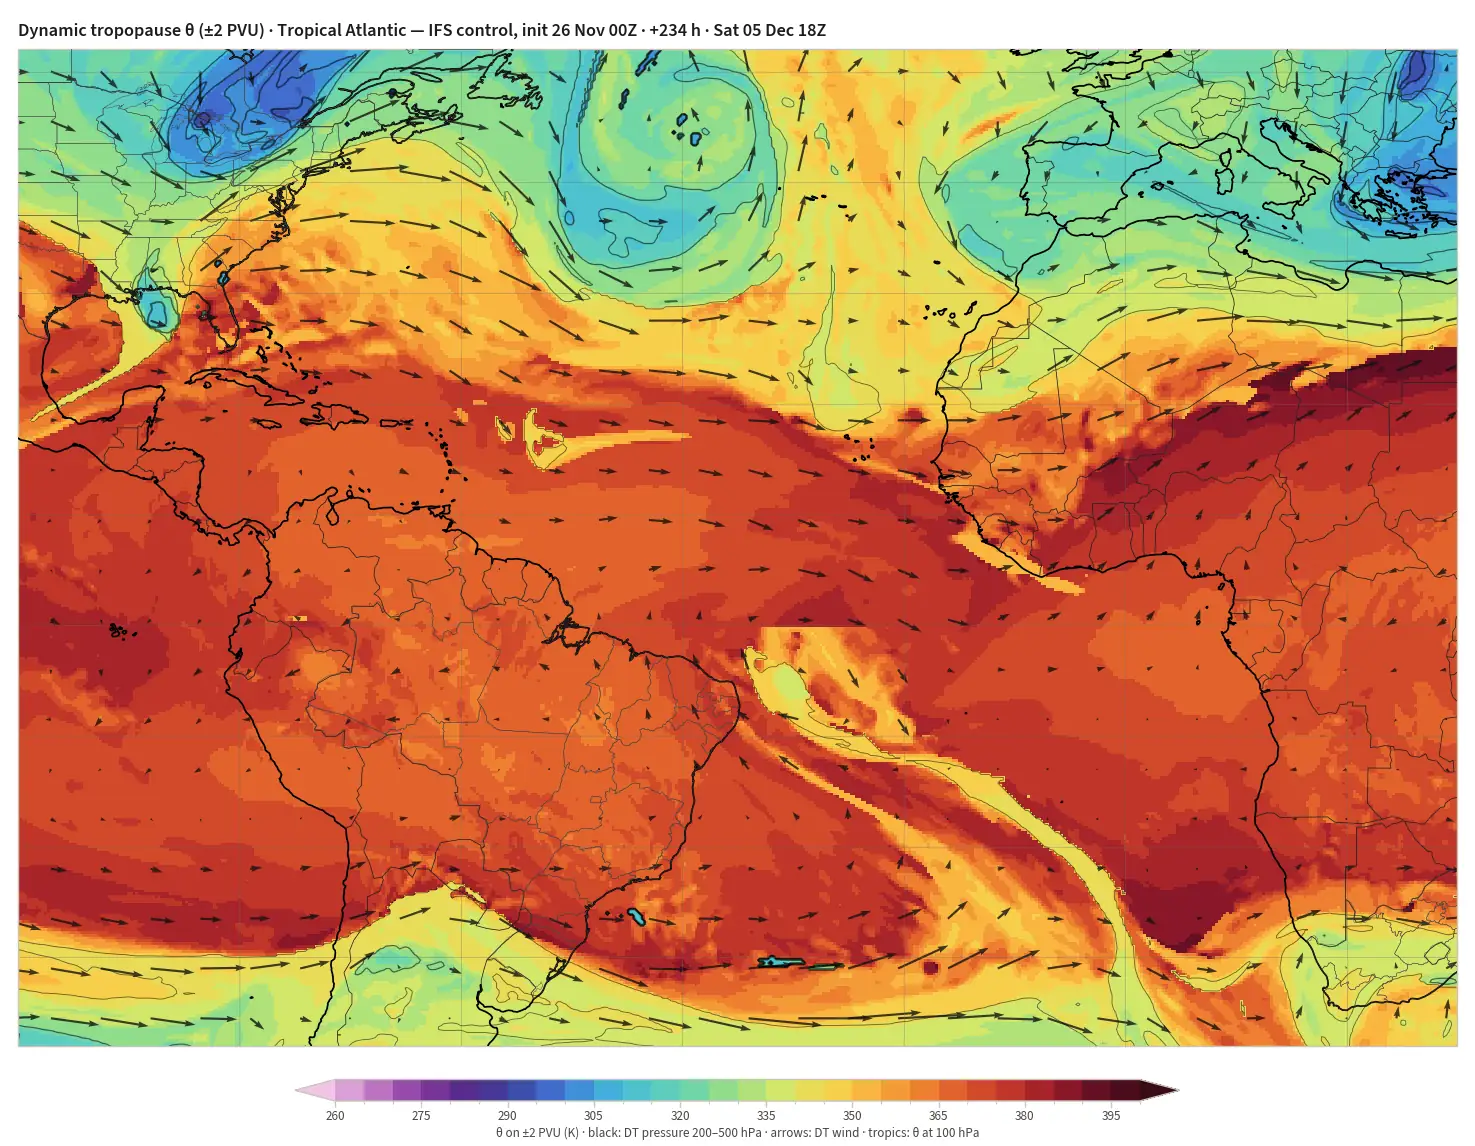 Dynamic tropopause θ (±2 PVU) · Tropical Atlantic — IFS control, init 26 Nov 00Z · +234 h · Sat 05 Dec 18Z
260 275 290 305 320 335 350 365 380 395
θ on ±2 PVU (K) · black: DT pressure 200–500 hPa · arrows: DT wind · tropics: θ at 100 hPa